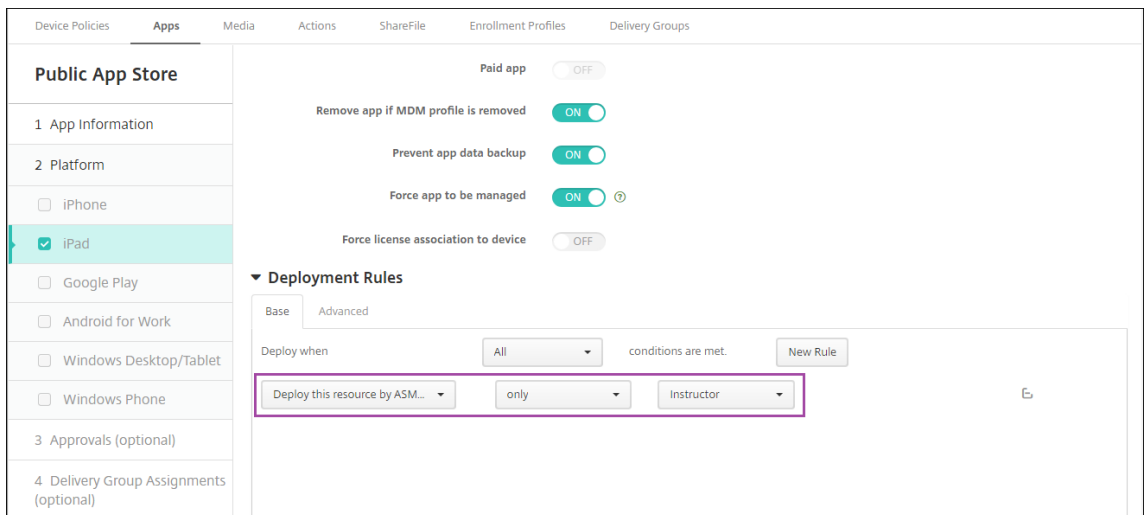 Device Policies Apps Media Actions ShareFile Enrollment Profiles Delivery Groups
Public App Store
1 App Information
2 Platform
iPhone
iPad
Google Play
Android for Work
Windows Desktop/Tablet
Windows Phone
3 Approvals (optional)
4 Delivery Group Assignments
(optional)
Paid app OFF
Remove app if MDM profile is removed ON
Prevent app data backup ON
Force app to be managed ON ?
Force license association to device OFF
Deployment Rules
Base Advanced
Deploy when All conditions are met. New Rule
Deploy this resource by ASM... only Instructor